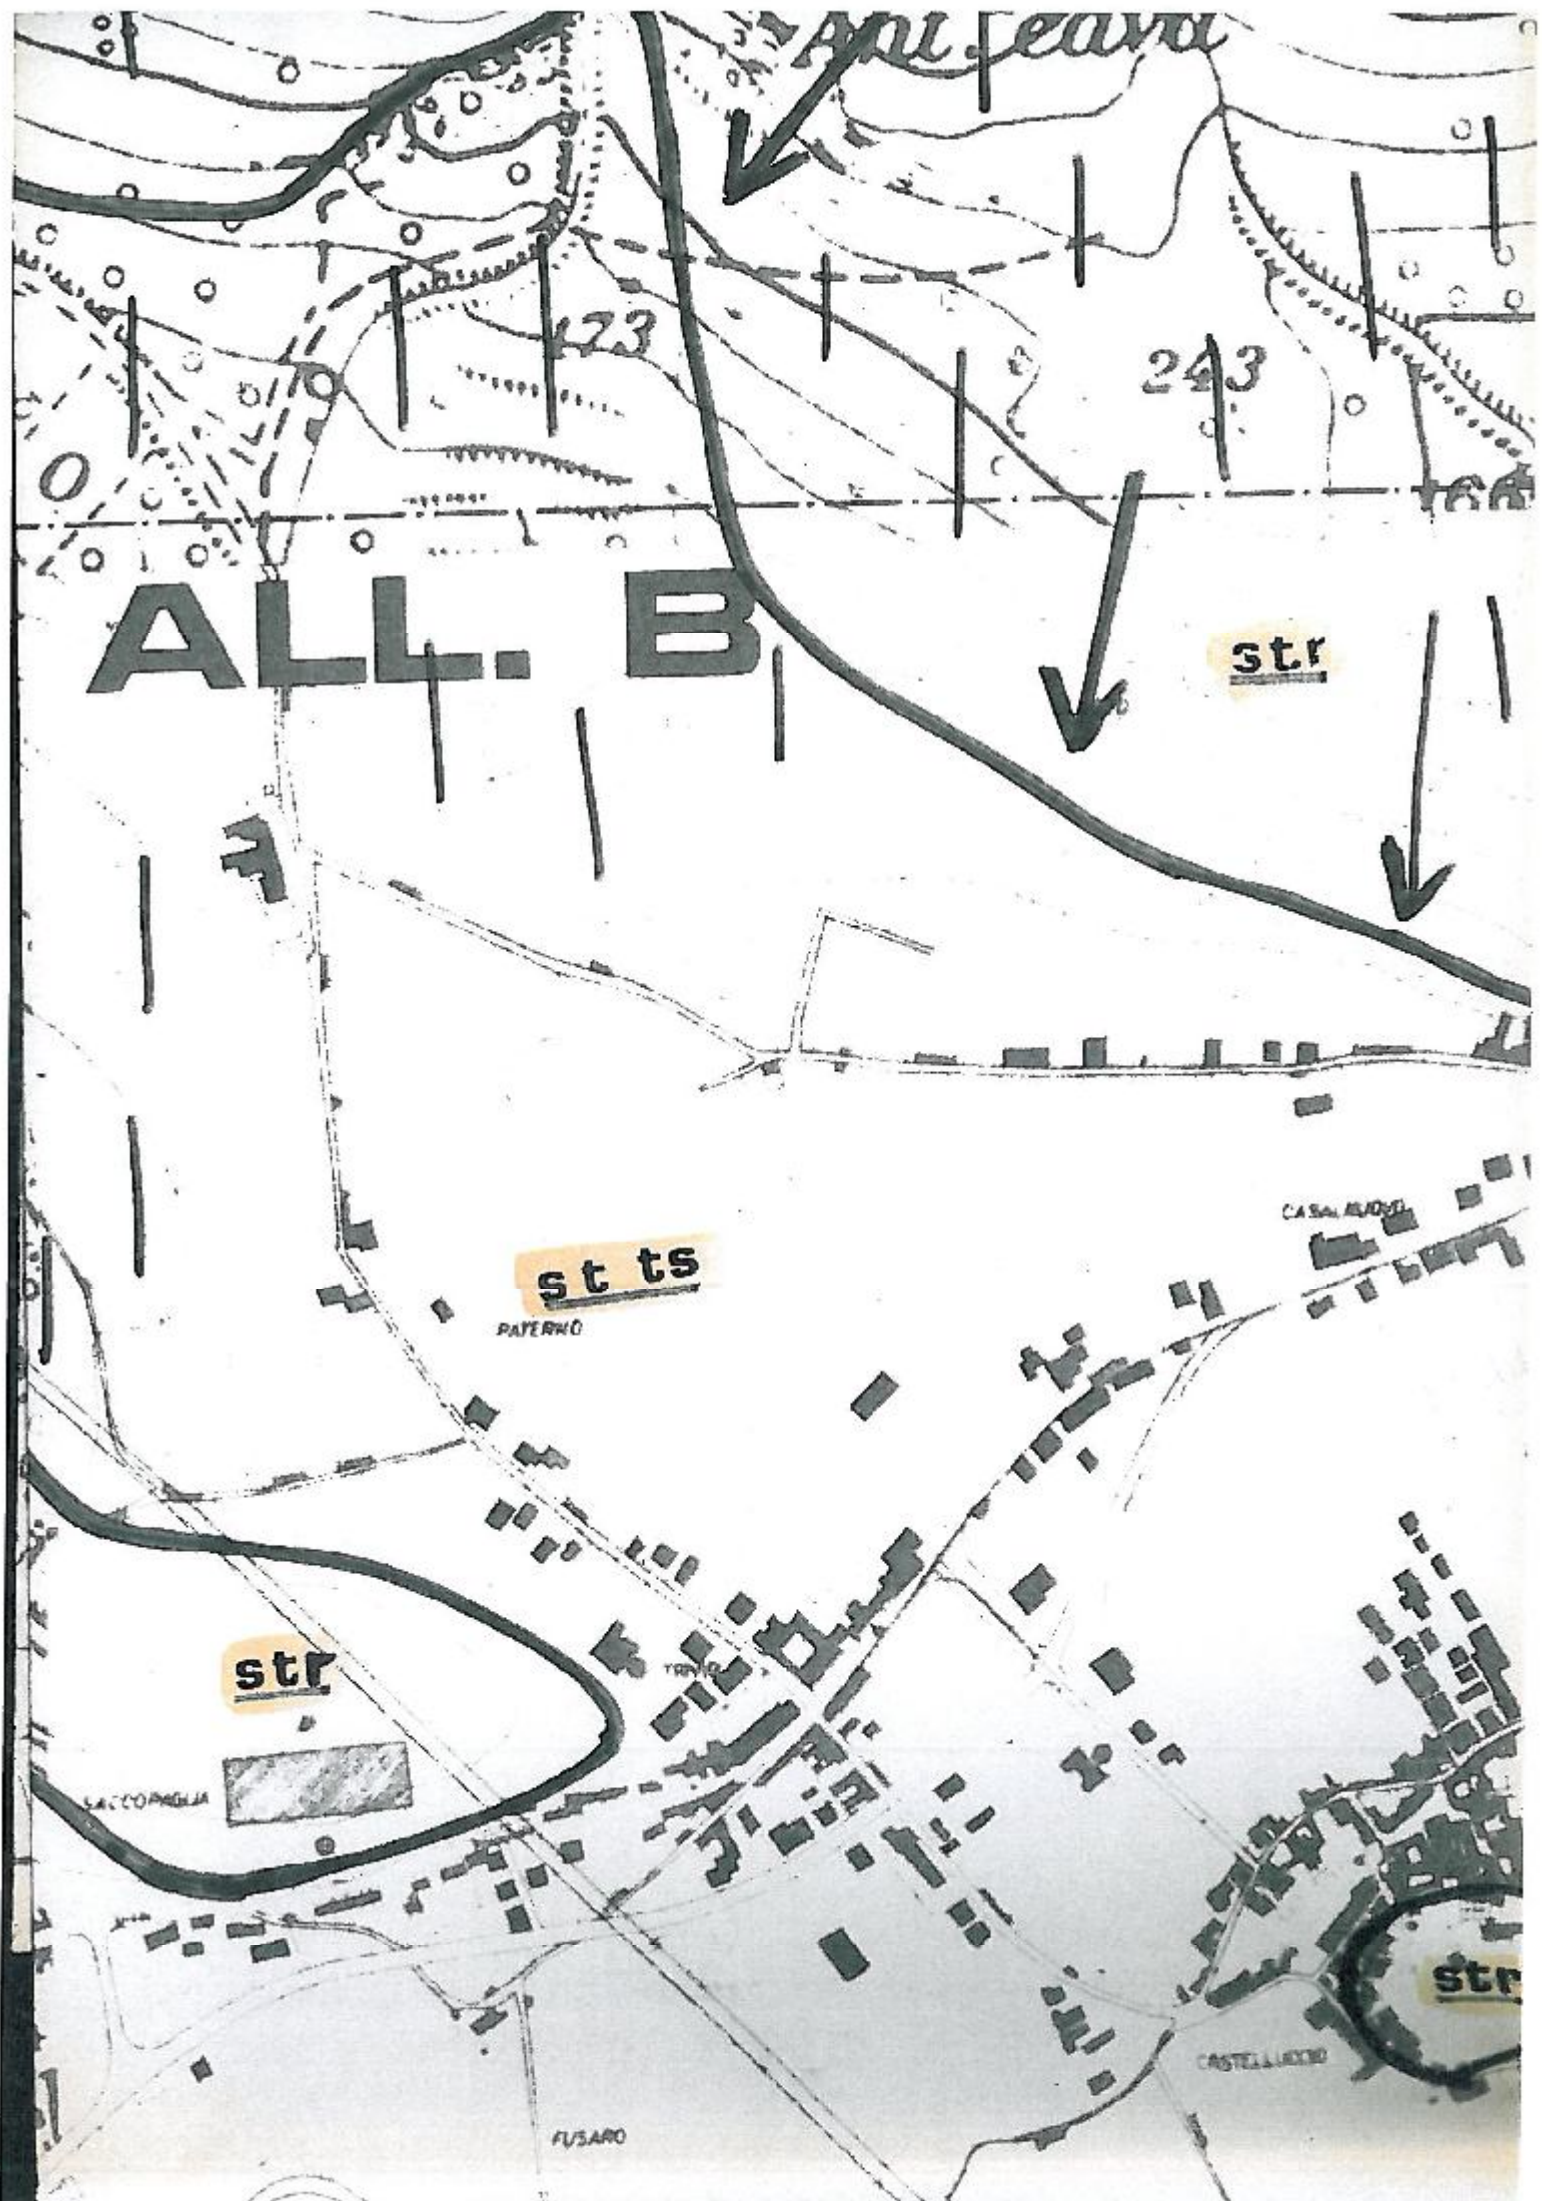 173
243
O
ALL. B
str
CASALNUOVO
st ts
PATERNO
str
SACCOPAGLIA
str
CASTELLUCCIO
FUSARO